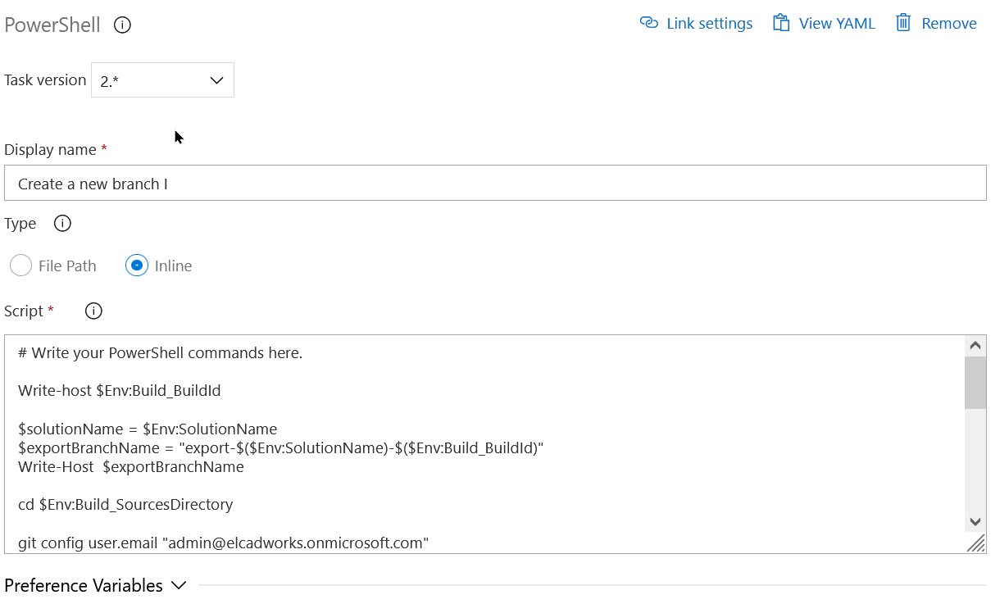 PowerShell
Link settings View YAML Remove
Task version 2.*
Display name *
Create a new branch I
Type
File Path Inline
Script *
# Write your PowerShell commands here.
Write-host $Env:Build_BuildId
$solutionName = $Env:SolutionName
$exportBranchName = "export-$($Env:SolutionName)-$($Env:Build_BuildId)"
Write-Host  $exportBranchName
cd $Env:Build_SourcesDirectory
git config user.email "admin@elcadworks.onmicrosoft.com"
Preference Variables